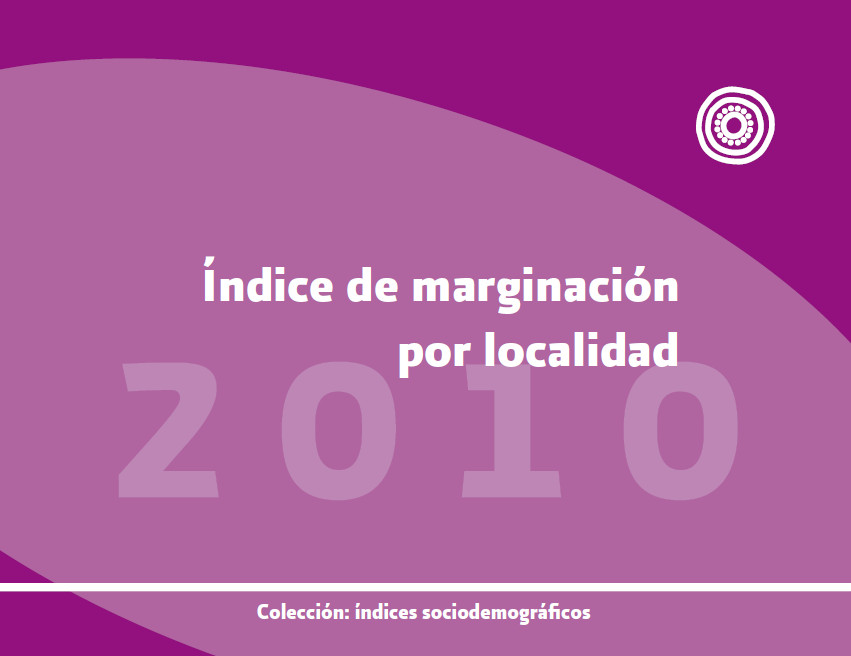 Índice de marginación
por localidad
2010
Colección: índices sociodemográficos